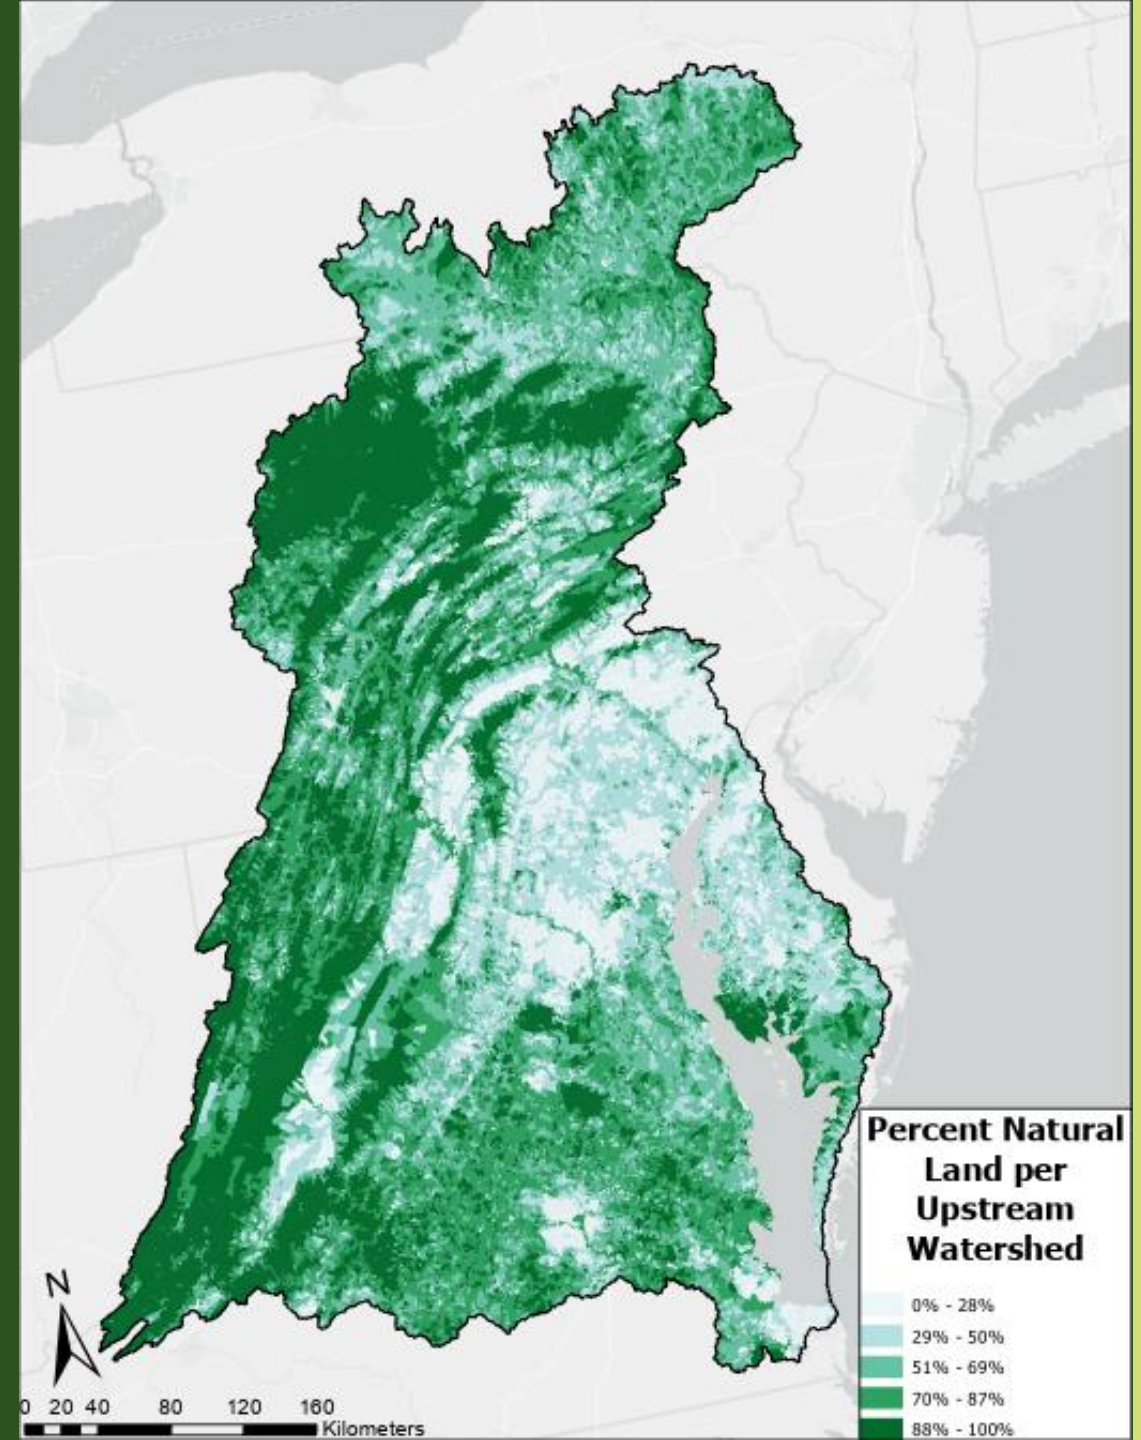 Percent Natural
Land per
Upstream
Watershed
0% - 28%
29% - 50%
51% - 69%
70% - 87%
88% - 100%
N
0 20 40 80 120 160
Kilometers